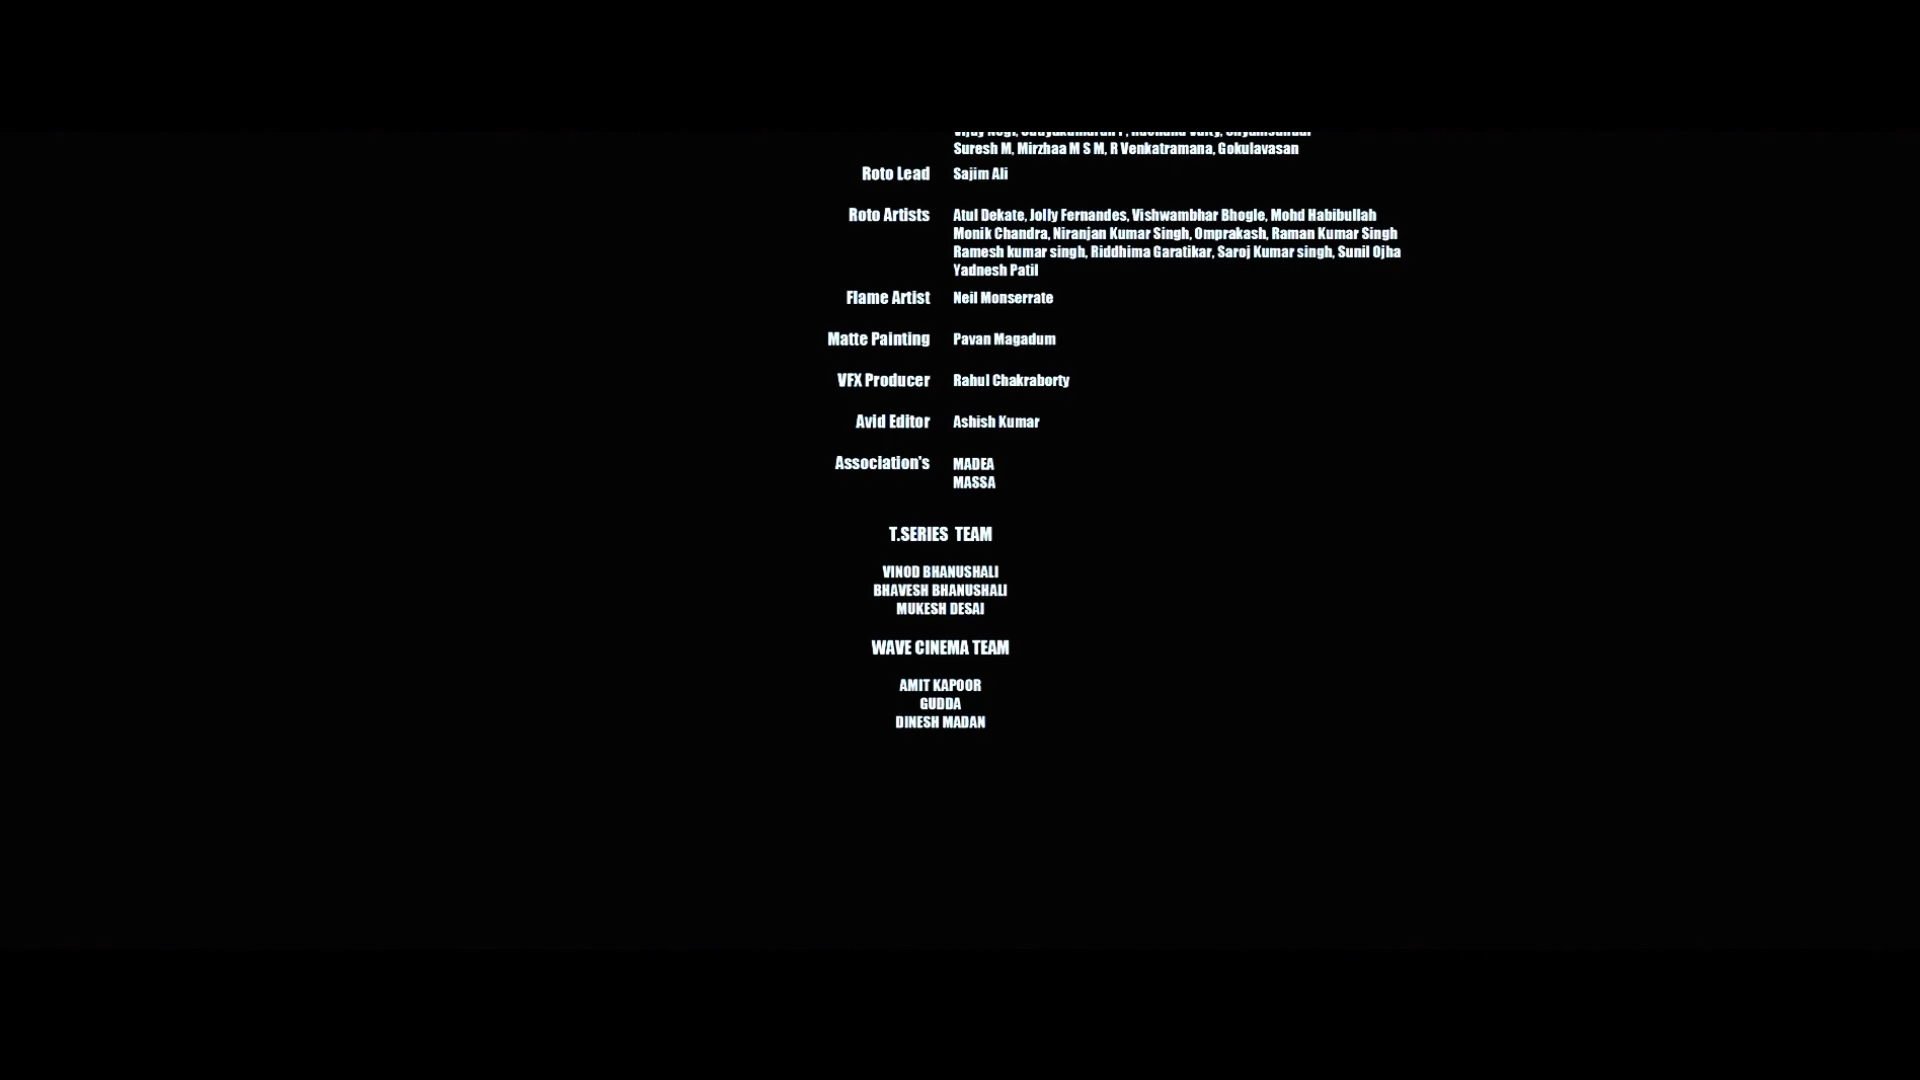 Suresh M, Mirzhaa M S M, R Venkatramana, Gokulavasan
Roto Lead Sajim Ali
Roto Artists Atul Dekate, Jolly Fernandes, Vishwambhar Bhogle, Mohd Habibullah
Monik Chandra, Niranjan Kumar Singh, Omprakash, Raman Kumar Singh
Ramesh kumar singh, Riddhima Garatikar, Saroj Kumar singh, Sunil Ojha
Yadnesh Patil
Flame Artist Neil Monserrate
Matte Painting Pavan Magadum
VFX Producer Rahul Chakraborty
Avid Editor Ashish Kumar
Association's MADEA
MASSA
T.SERIES TEAM
VINOD BHANUSHALI
BHAVESH BHANUSHALI
MUKESH DESAI
WAVE CINEMA TEAM
AMIT KAPOOR
GUDDA
DINESH MADAN